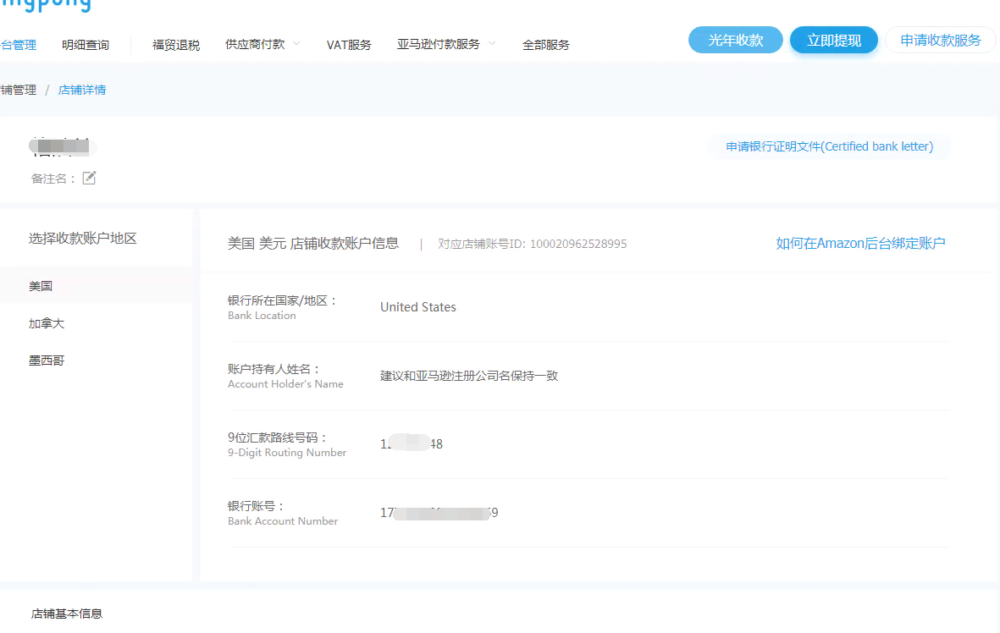 台管理 明细查询 福贸退税 供应商付款 VAT服务 亚马逊付款服务 全部服务 光年收款 立即提现 申请收款服务
铺管理 / 店铺详情
申请银行证明文件(Certified bank letter)
备注名：
选择收款账户地区
美国
加拿大
墨西哥
美国 美元 店铺收款账户信息 | 对应店铺账号ID: 100020962528995 如何在Amazon后台绑定账户
银行所在国家/地区：
Bank Location
United States
账户持有人姓名：
Account Holder's Name
建议和亚马逊注册公司名保持一致
9位汇款路线号码：
9-Digit Routing Number
银行账号：
Bank Account Number
店铺基本信息